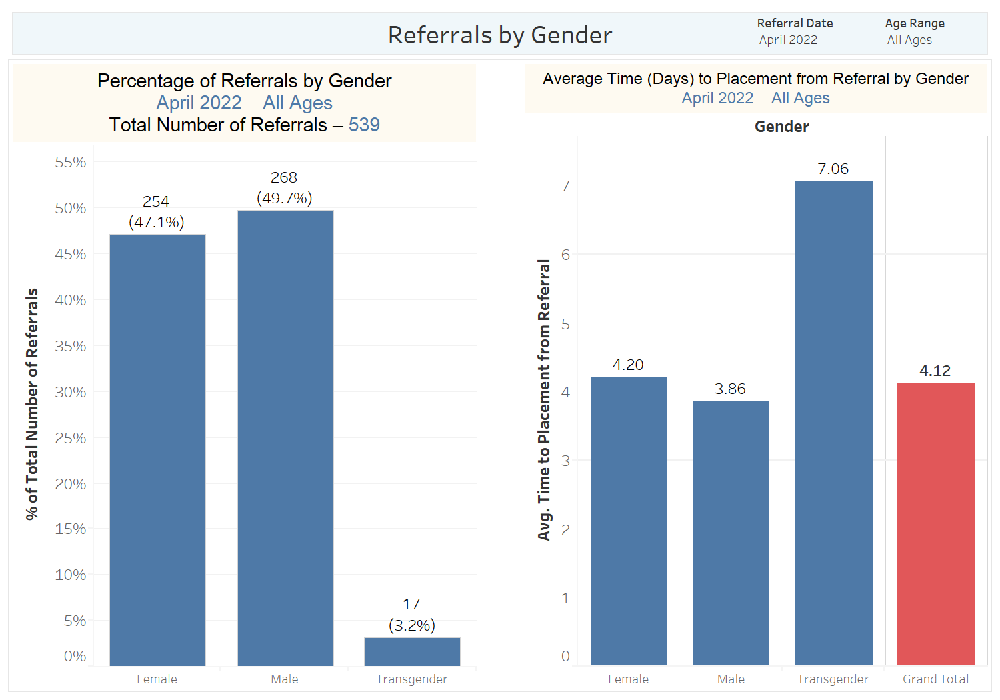 Referrals by Gender
Referral Date
April 2022
Age Range
All Ages
Percentage of Referrals by Gender
April 2022 All Ages
Total Number of Referrals – 539
% of Total Number of Referrals
55%
50%
45%
40%
35%
30%
25%
20%
15%
10%
5%
0%
254
(47.1%)
268
(49.7%)
17
(3.2%)
Female
Male
Transgender
Average Time (Days) to Placement from Referral by Gender
April 2022 All Ages
Gender
Avg. Time to Placement from Referral
7
6
5
4
3
2
1
0
4.20
3.86
7.06
4.12
Female
Male
Transgender
Grand Total